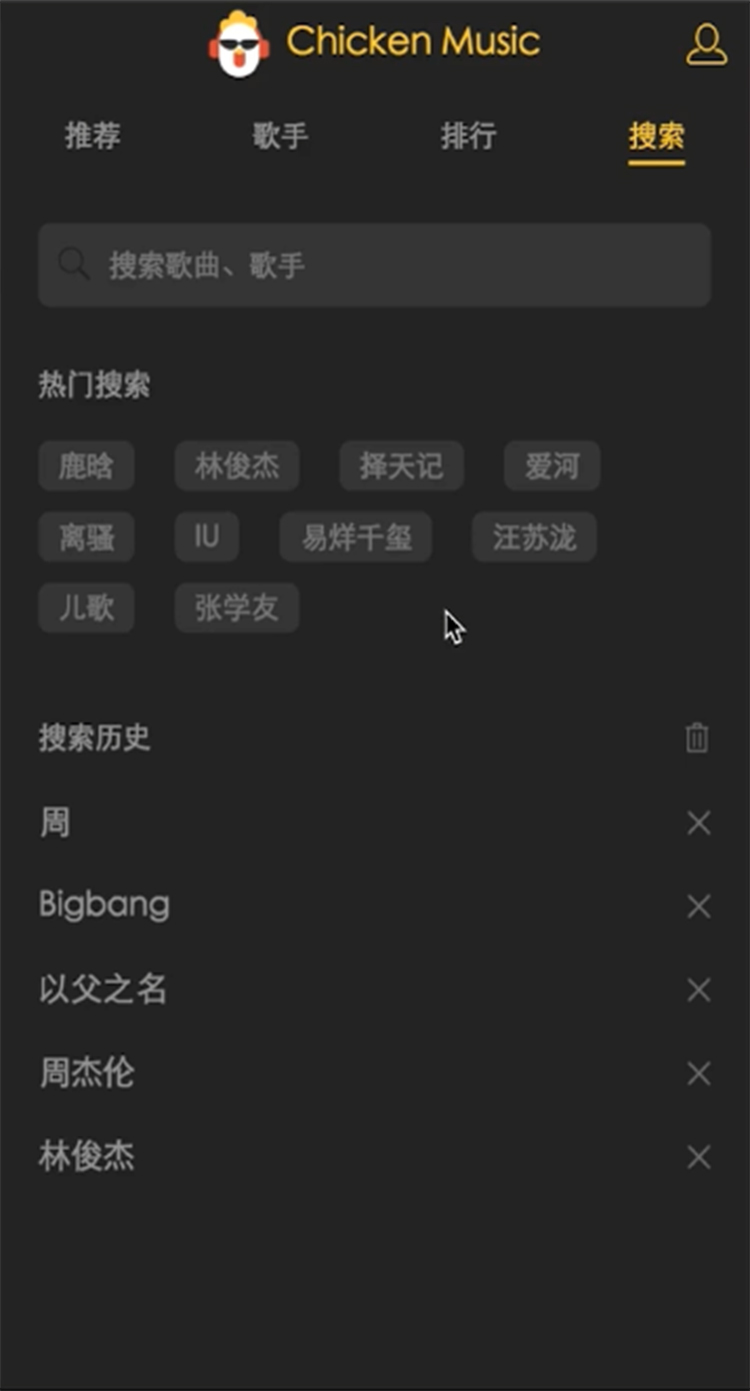 Chicken Music
推荐 歌手 排行 搜索
搜索歌曲、歌手
热门搜索
鹿晗 林俊杰 择天记 爱河
离骚 IU 易烊千玺 汪苏泷
儿歌 张学友
搜索历史
周
Bigbang
以父之名
周杰伦
林俊杰